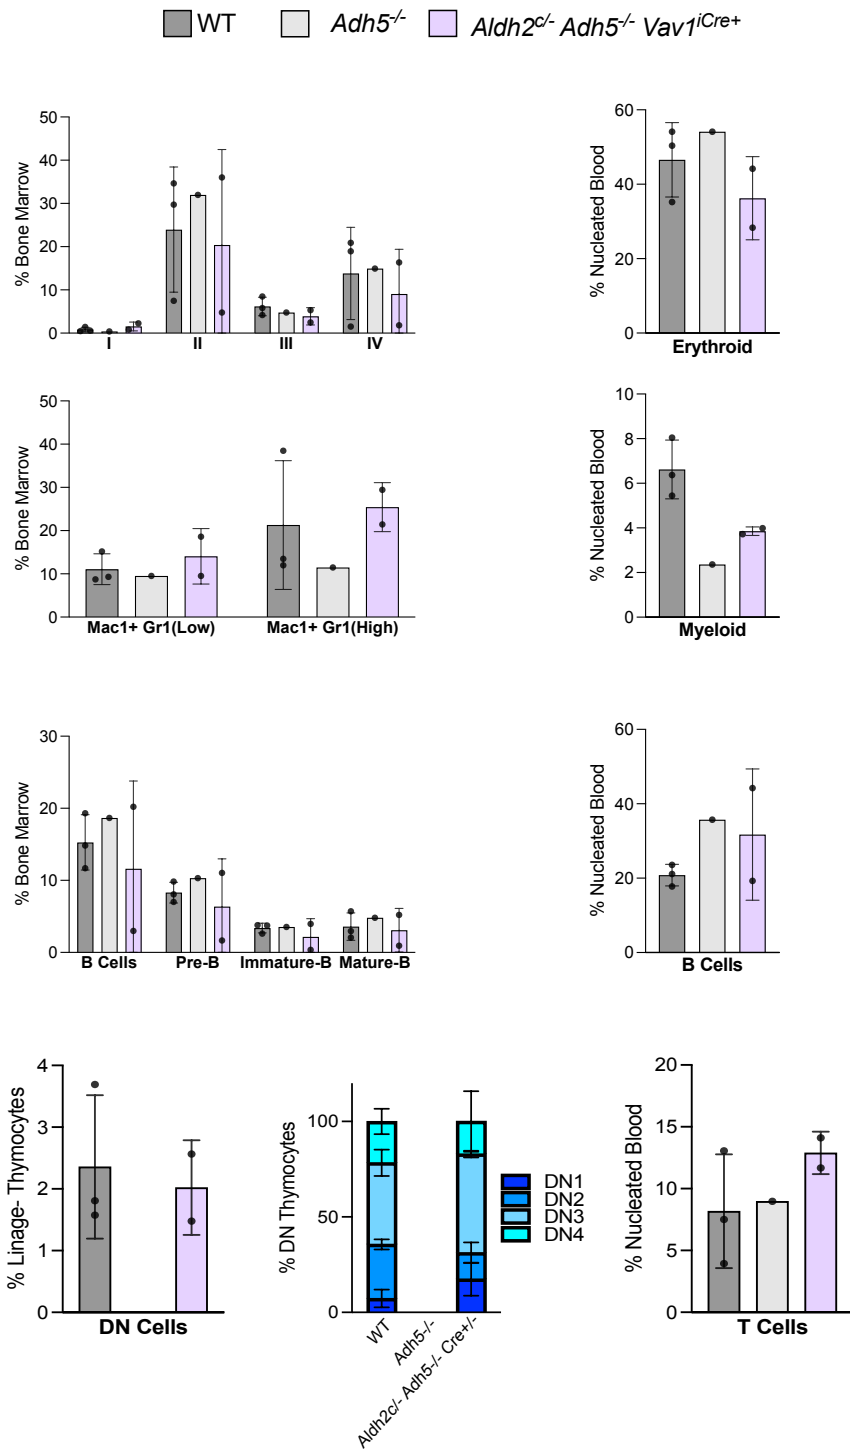 WT Adh5-/- Aldh2c/- Adh5-/- Vav1iCre+
% Bone Marrow
50
40
30
20
10
0
I II III IV
% Nucleated Blood
60
40
20
0
Erythroid
% Bone Marrow
50
40
30
20
10
0
Mac1+ Gr1(Low) Mac1+ Gr1(High)
% Nucleated Blood
10
8
6
4
2
0
Myeloid
% Bone Marrow
30
20
10
0
B Cells Pre-B Immature-B Mature-B
% Nucleated Blood
60
40
20
0
B Cells
% Linage- Thymocytes
4
3
2
1
0
DN Cells
% DN Thymocytes
100
50
0
WT
Adh5-/-
Aldh2c/- Adh5-/- Cre+/-
DN1
DN2
DN3
DN4
% Nucleated Blood
20
15
10
5
0
T Cells